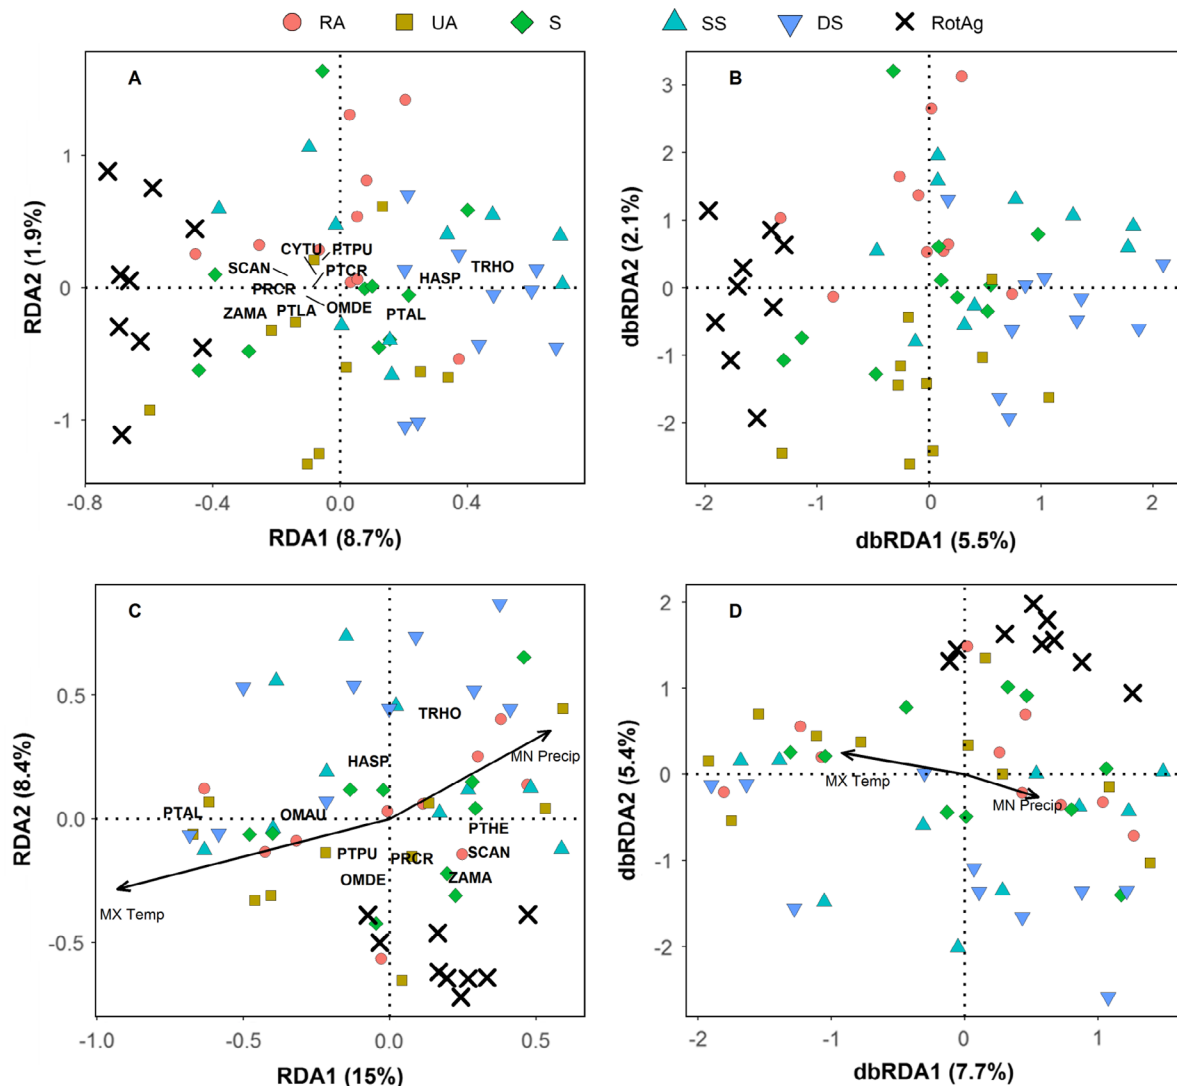 RA UA S SS DS RotAg
A
1
0
-1
RDA2 (1.9%)
CYTU PTPU
SCAN PTCR
HASP TRHO
PRCR
ZAMA PTLA OMDE
PTAL
-0.8 -0.4 0.0 0.4
RDA1 (8.7%)
B
3
2
1
0
-1
-2
dbRDA2 (2.1%)
-2 -1 0 1 2
dbRDA1 (5.5%)
C
0.5
0.0
-0.5
RDA2 (8.4%)
TRHO
MN Precip
HASP
PTAL OMAU
PTHE
PTPU PRCR SCAN
OMDE ZAMA
MX Temp
-1.0 -0.5 0.0 0.5
RDA1 (15%)
D
2
1
0
-1
-2
dbRDA2 (5.4%)
MX Temp
MN Precip
-2 -1 0 1
dbRDA1 (7.7%)